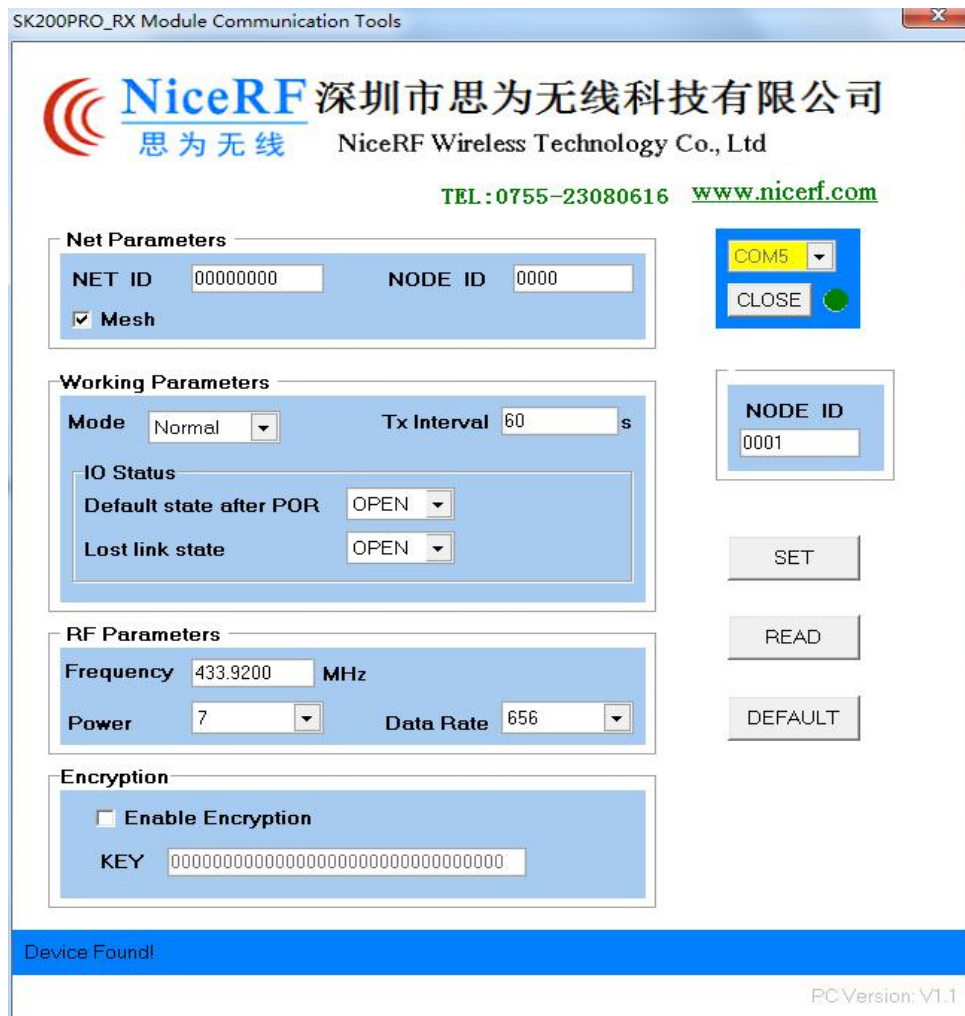 SK200PRO_RX Module Communication Tools
NiceRF 深圳市思为无线科技有限公司
思为无线 NiceRF Wireless Technology Co., Ltd
TEL:0755-23080616 www.nicerf.com
Net Parameters
NET ID 00000000 NODE ID 0000
Mesh
COM5
CLOSE
Working Parameters
Mode Normal Tx Interval 60 s
IO Status
Default state after POR OPEN
Lost link state OPEN
NODE ID
0001
SET
READ
DEFAULT
RF Parameters
Frequency 433.9200 MHz
Power 7 Data Rate 656
Encryption
Enable Encryption
KEY 00000000000000000000000000000000
Device Found!
PC Version: V1.1